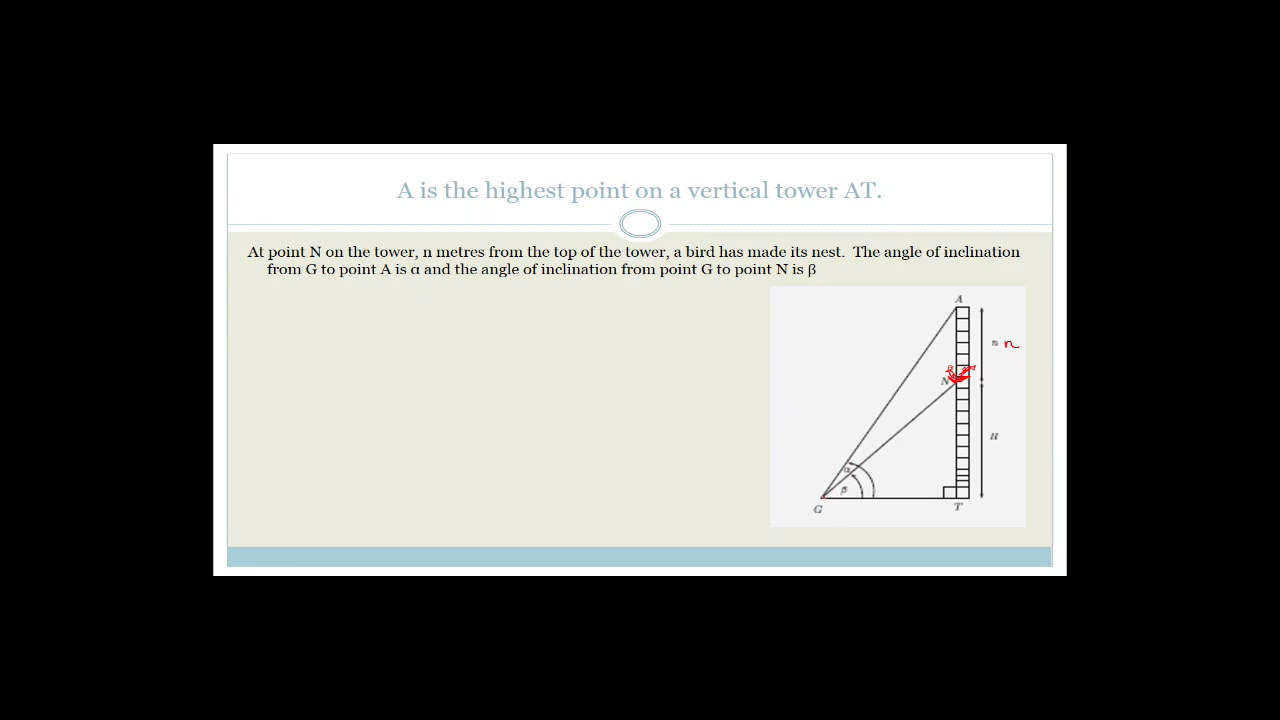 A is the highest point on a vertical tower AT.
At point N on the tower, n metres from the top of the tower, a bird has made its nest. The angle of inclination
from G to point A is α and the angle of inclination from point G to point N is β
A
n n
N
H
α
β
G
T